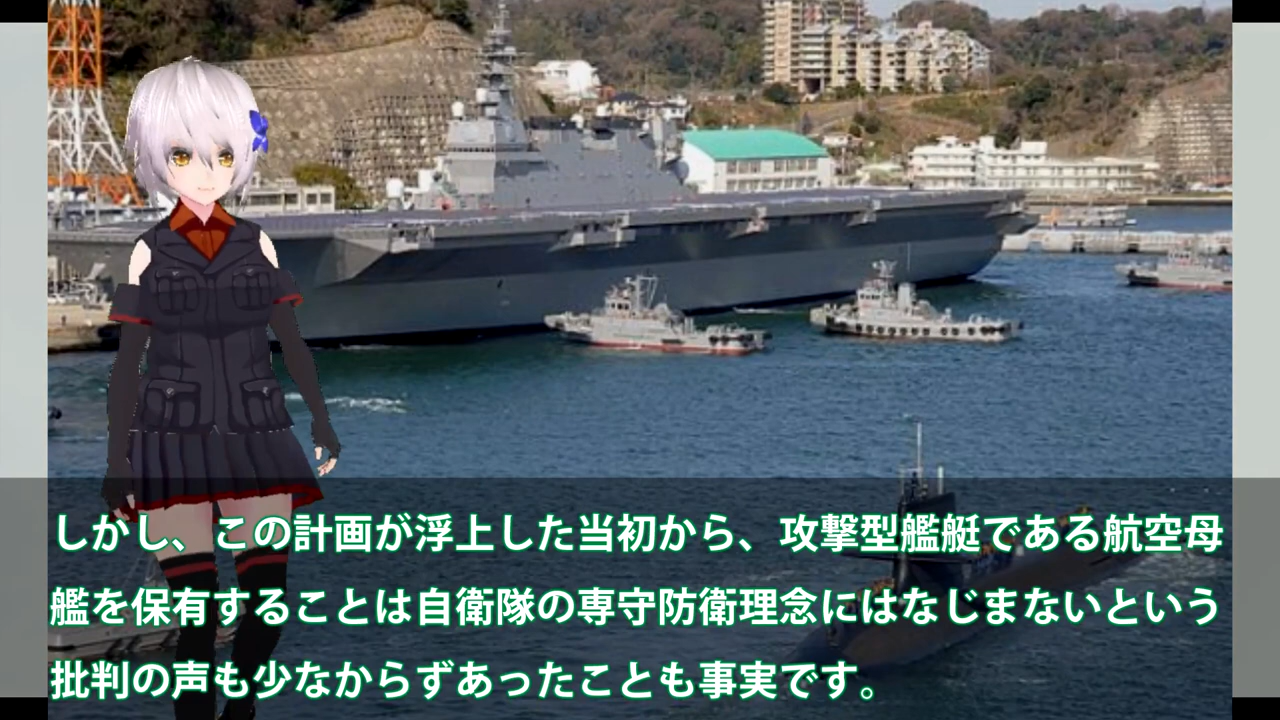 しかし、この計画が浮上した当初から、攻撃型艦艇である航空母
艦を保有することは自衛隊の専守防衛理念にはなじまないという
批判の声も少なからずあったことも事実です。